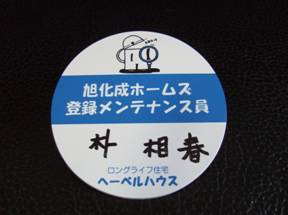 旭化成ホームズ
登録メンテナンス員
朴 相春
ロングライフ住宅
ヘーベルハウス